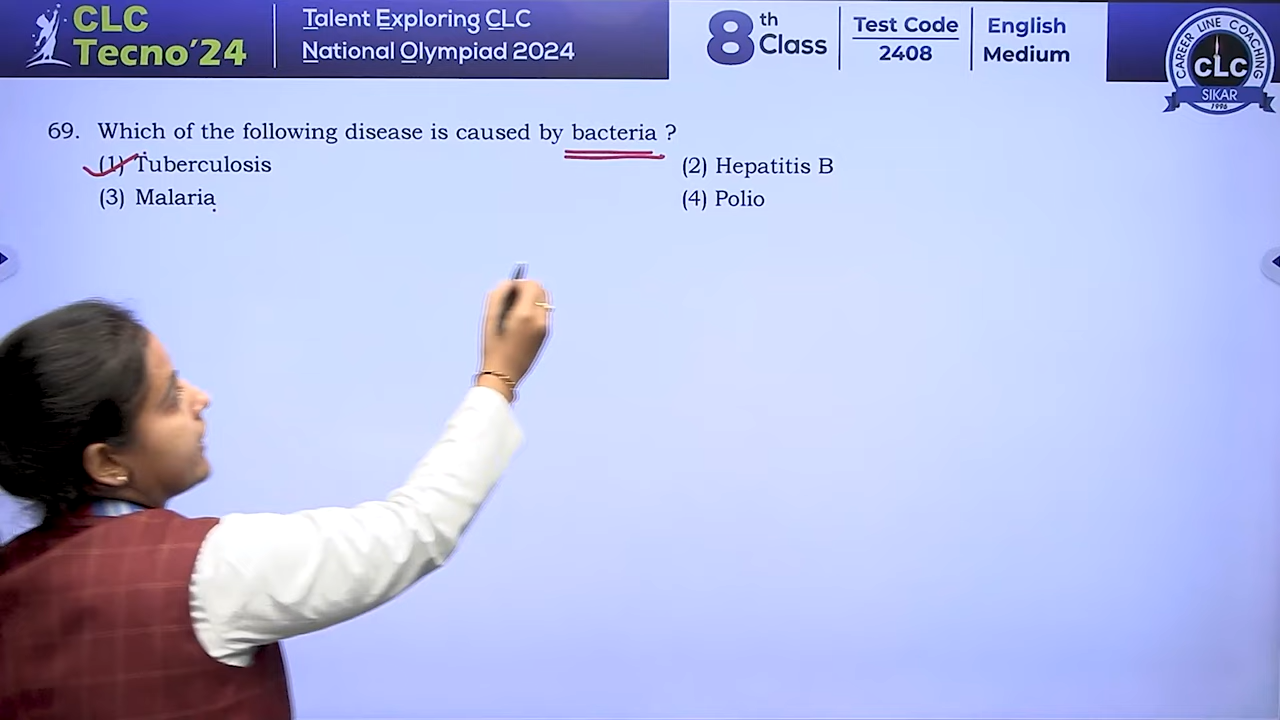 CLC
Tecno'24
Talent Exploring CLC
National Olympiad 2024
8th Class
Test Code
2408
English
Medium
CAREER LINE COACHING
CLC
SIKAR
1996
69. Which of the following disease is caused by bacteria ?
(1) Tuberculosis (2) Hepatitis B
(3) Malaria (4) Polio